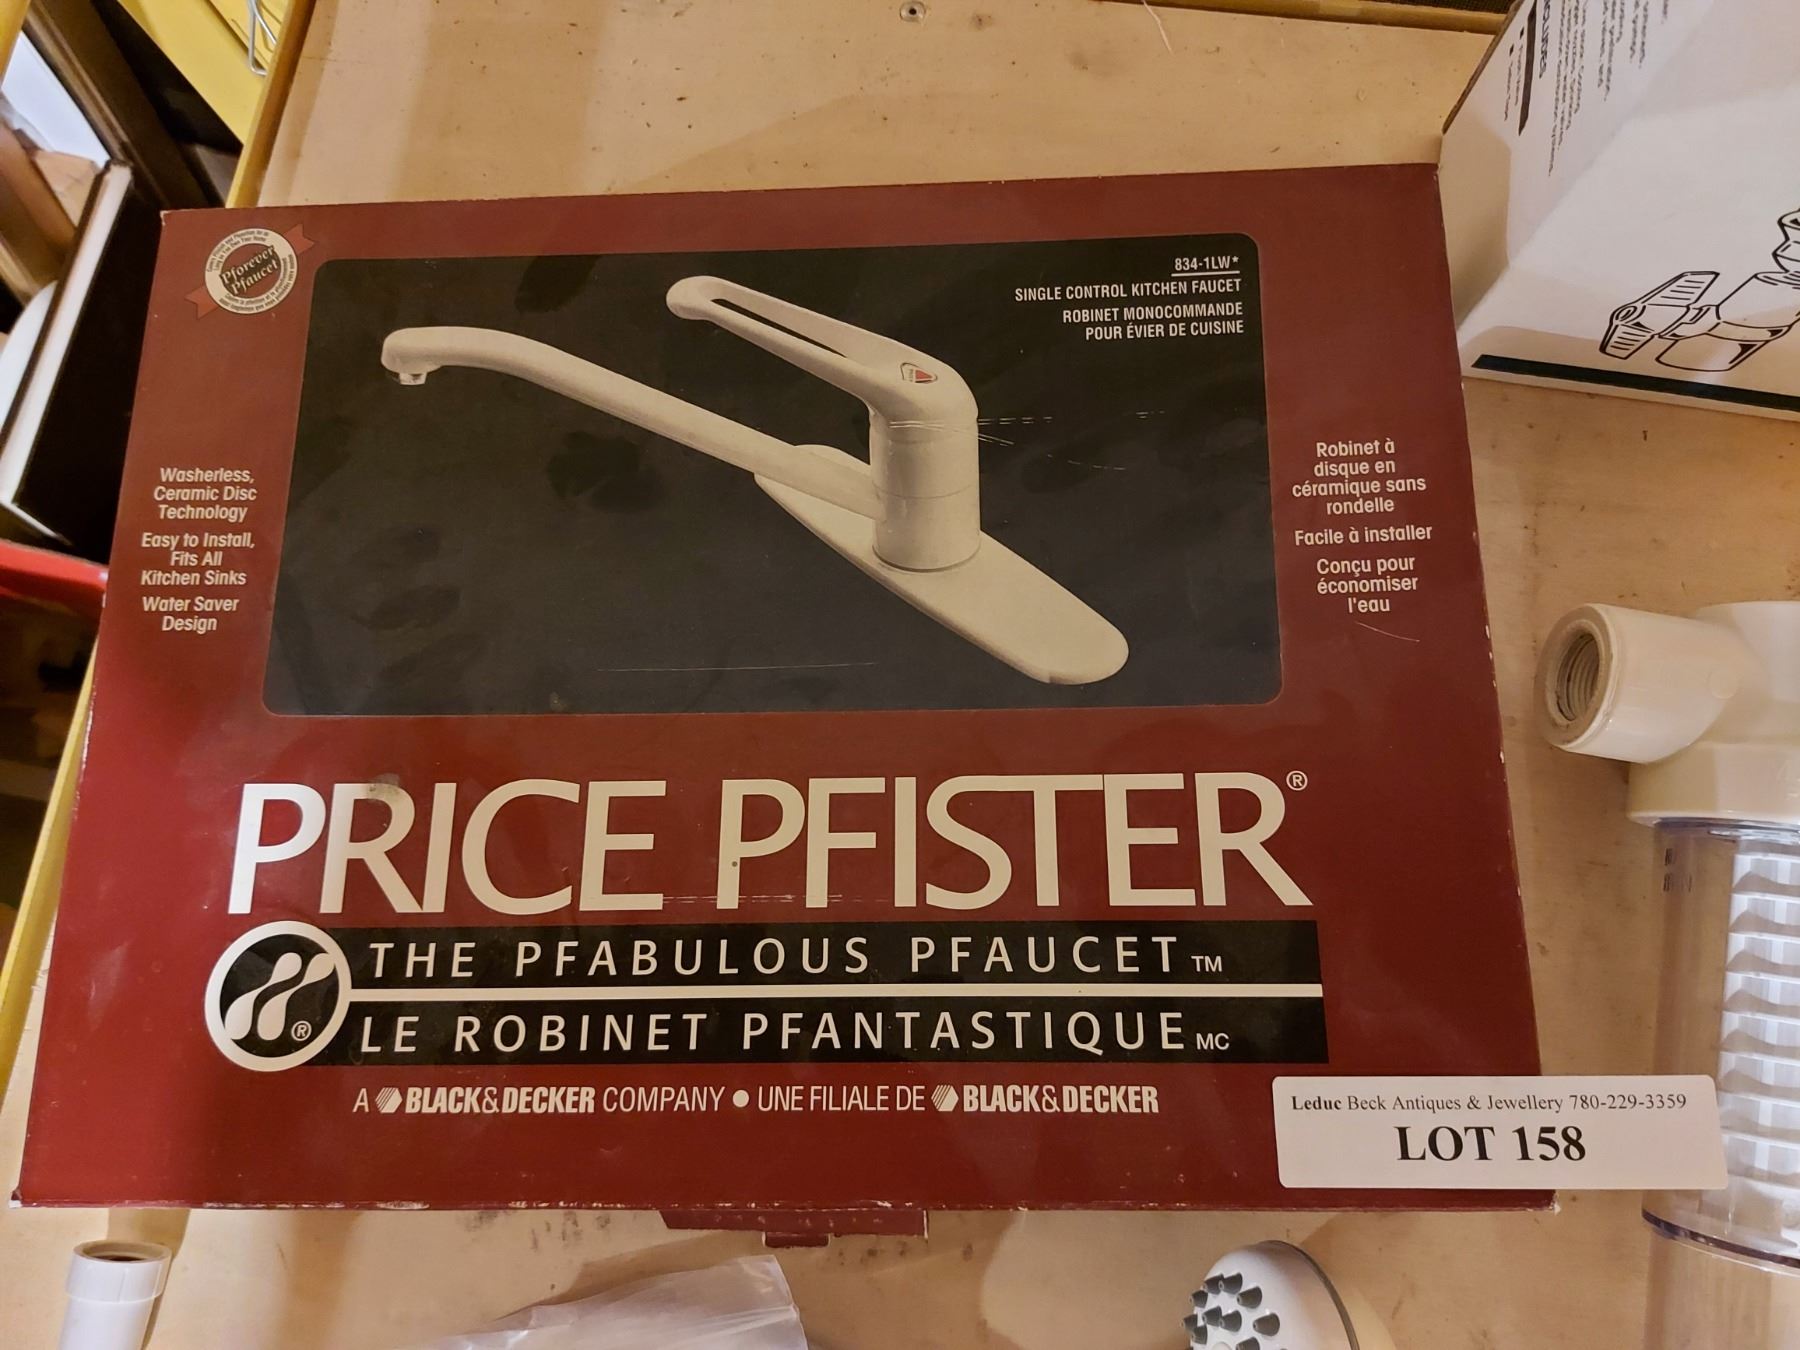 Pforever
Pfaucet
834-1LW*
SINGLE CONTROL KITCHEN FAUCET
ROBINET MONOCOMMANDE
POUR ÉVIER DE CUISINE
Washerless,
Ceramic Disc
Technology
Easy to Install,
Fits All
Kitchen Sinks
Water Saver
Design
Robinet à
disque en
céramique sans
rondelle
Facile à installer
Conçu pour
économiser
l'eau
PRICE PFISTER®
THE PFABULOUS PFAUCET TM
LE ROBINET PFANTASTIQUE MC
®
A BLACK&DECKER COMPANY • UNE FILIALE DE BLACK&DECKER
Leduc Beck Antiques & Jewellery 780-229-3359
LOT 158